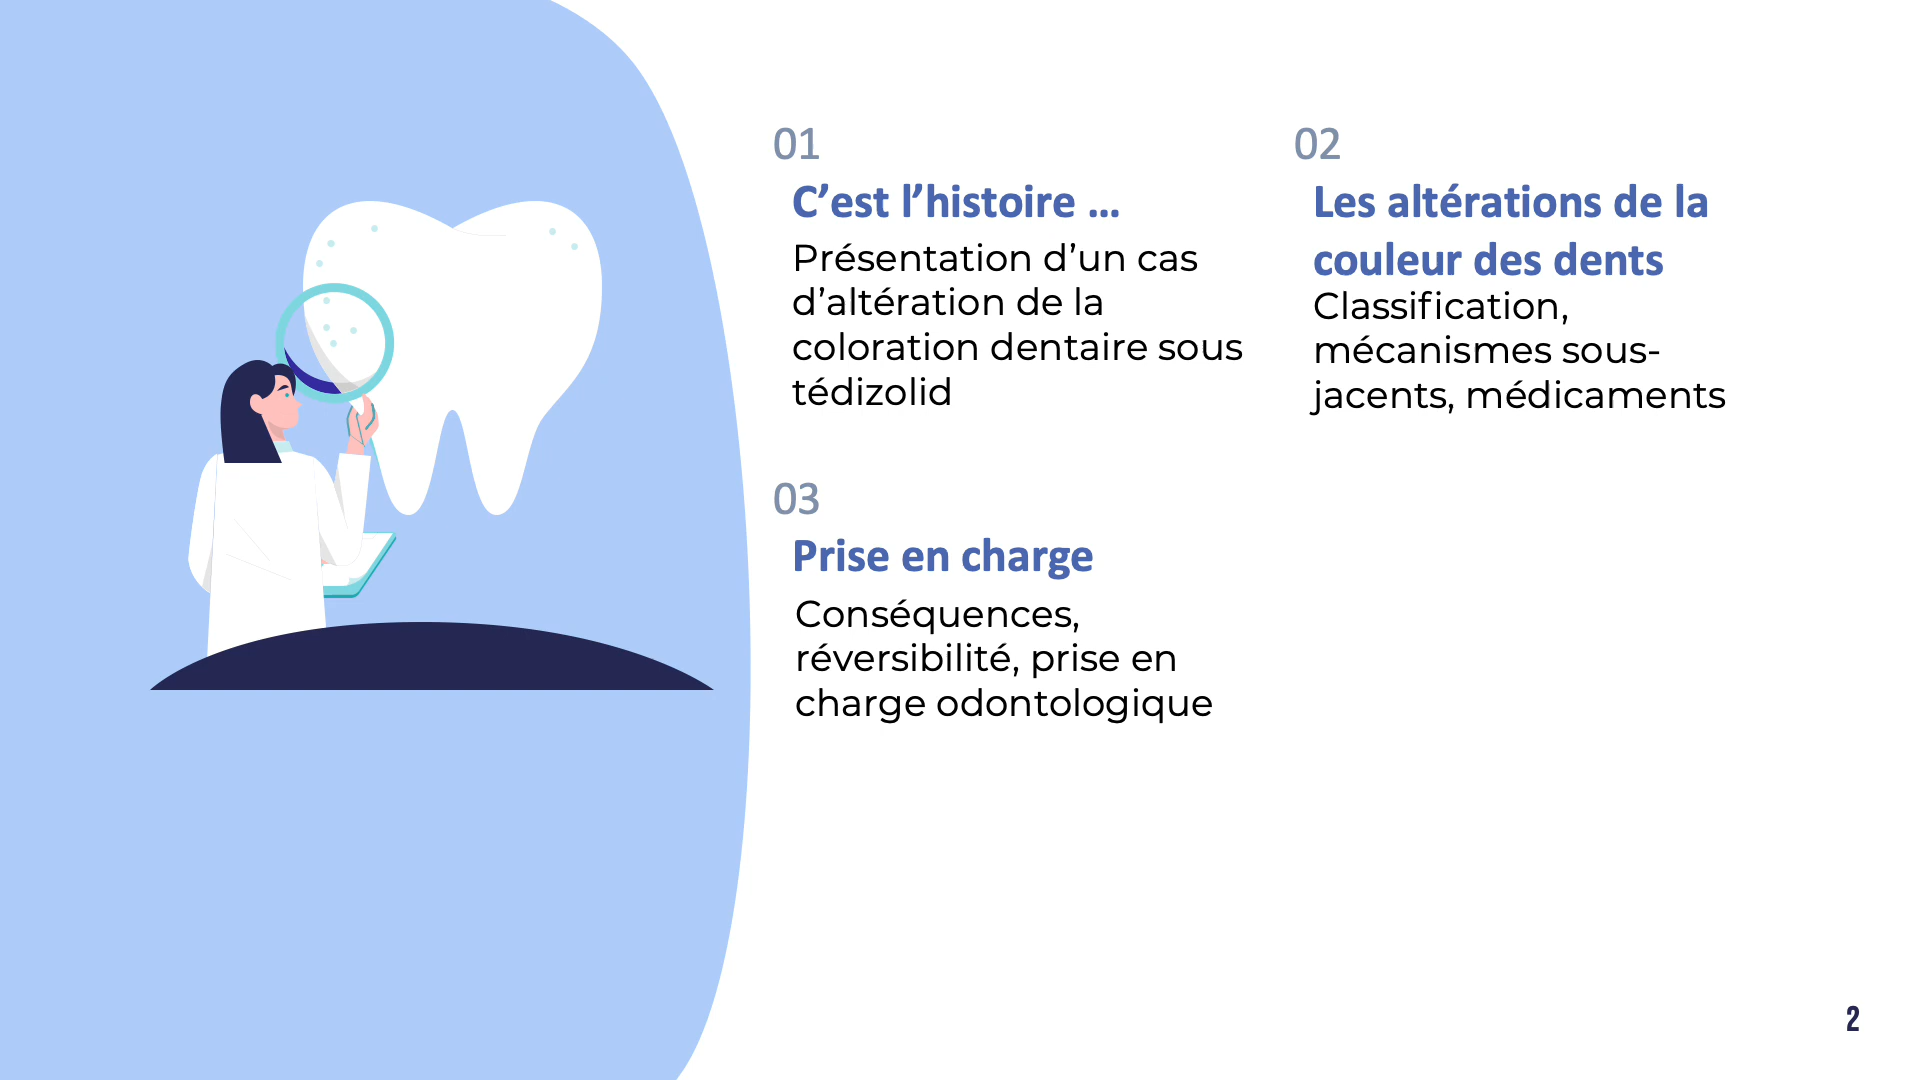 01
C’est l’histoire …
Présentation d’un cas
d’altération de la
coloration dentaire sous
tédizolid
02
Les altérations de la
couleur des dents
Classification,
mécanismes sous-
jacents, médicaments
03
Prise en charge
Conséquences,
réversibilité, prise en
charge odontologique
2